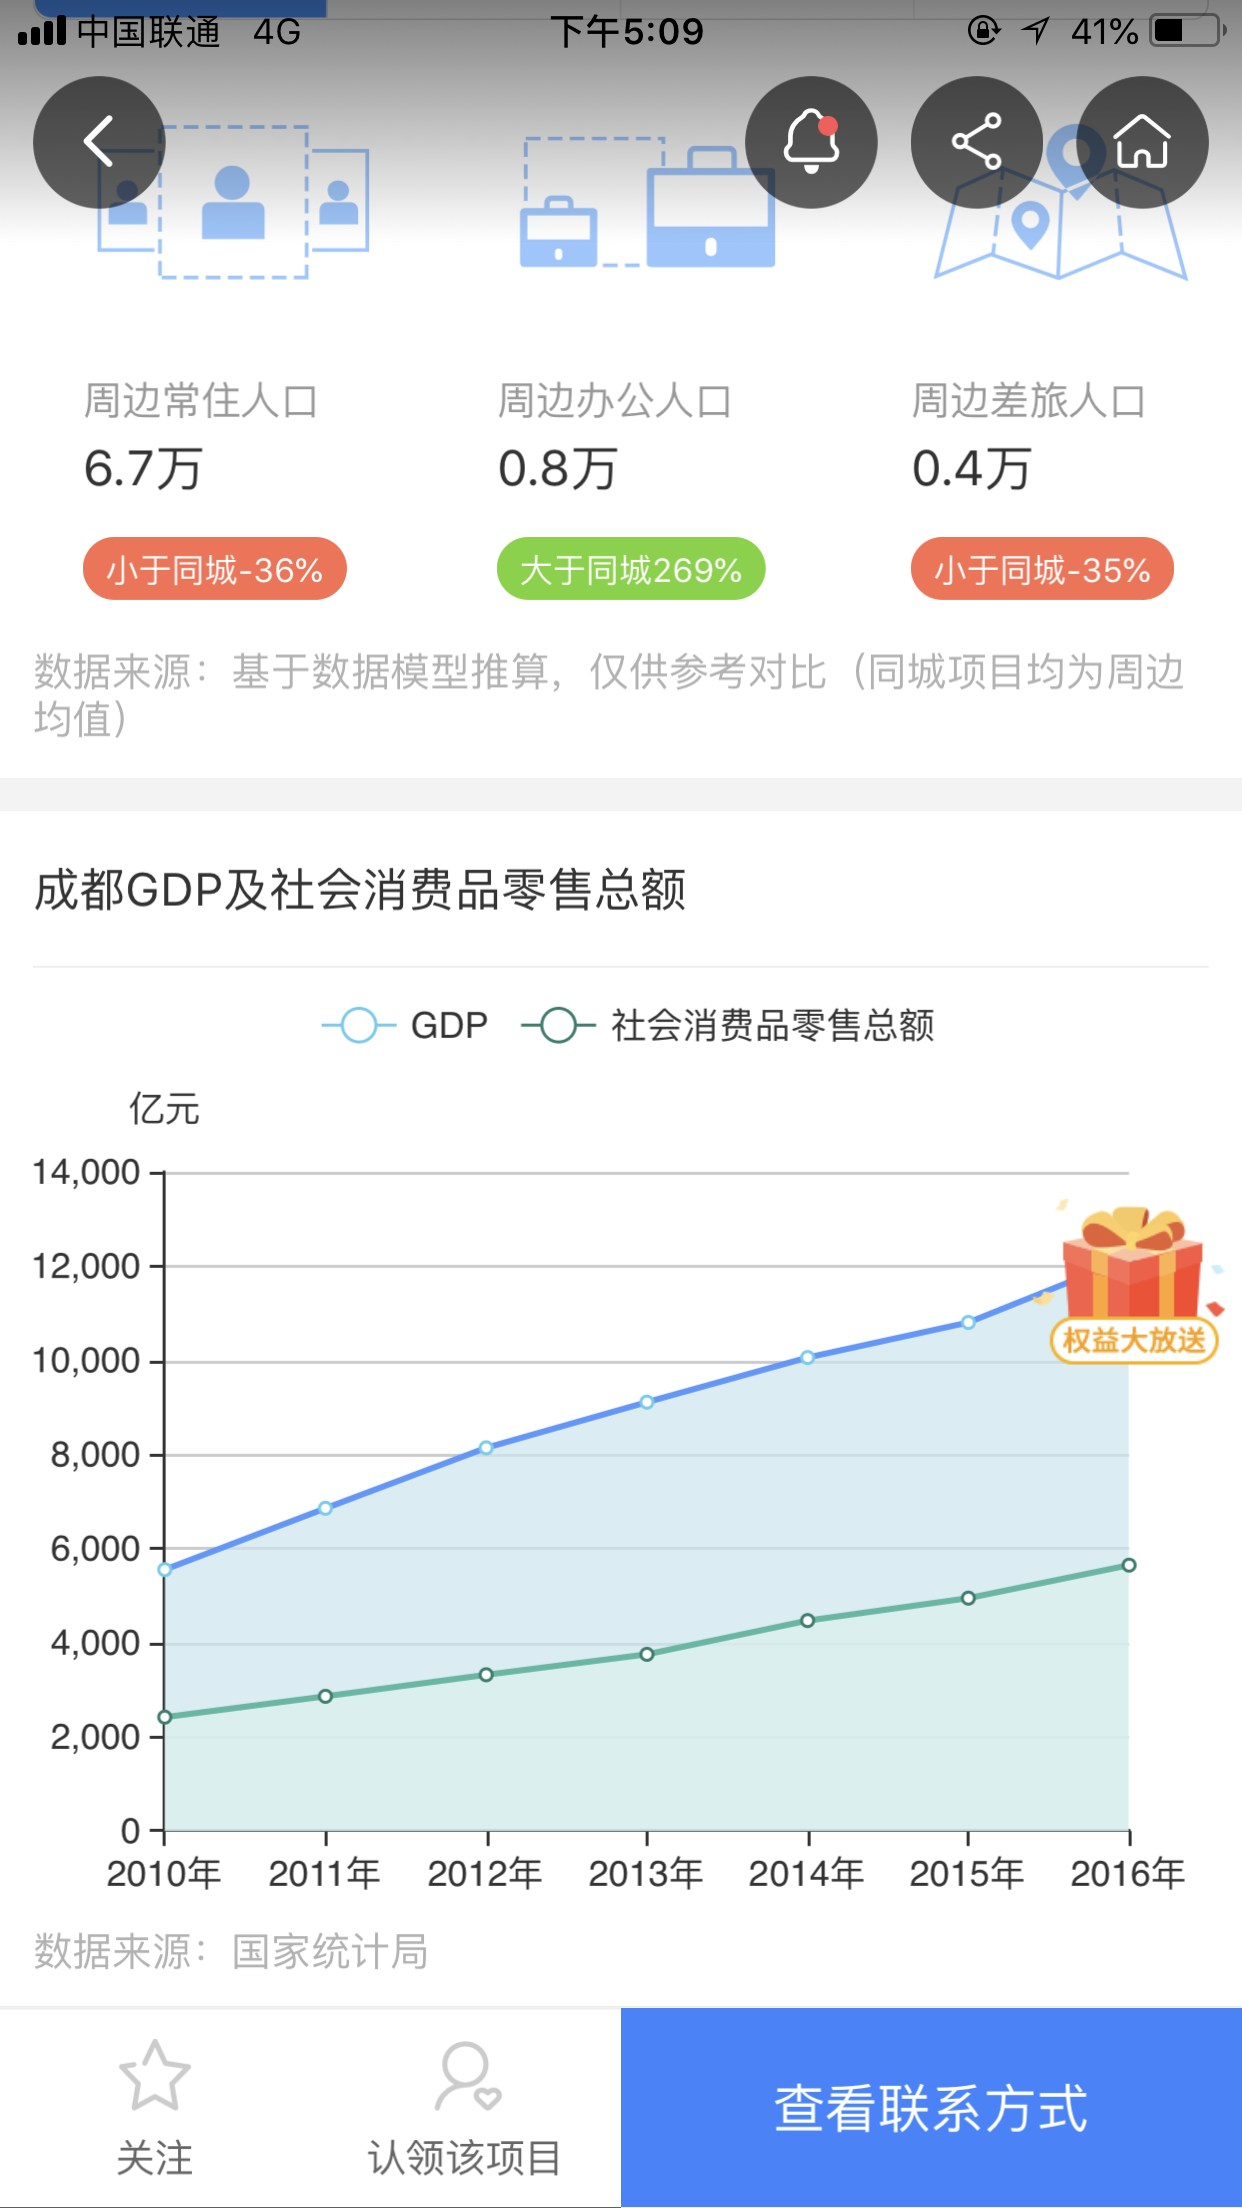 中国联通 4G 下午5:09 41%
周边常住人口 周边办公人口 周边差旅人口
6.7万 0.8万 0.4万
小于同城-36% 大于同城269% 小于同城-35%
数据来源：基于数据模型推算，仅供参考对比（同城项目均为周边
均值）
成都GDP及社会消费品零售总额
GDP 社会消费品零售总额
亿元
14,000
12,000
权益大放送
10,000
8,000
6,000
4,000
2,000
0
2010年 2011年 2012年 2013年 2014年 2015年 2016年
数据来源：国家统计局
关注 认领该项目 查看联系方式